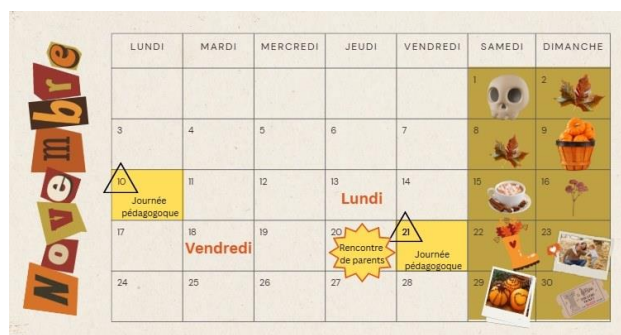 Novembre
LUNDI MARDI MERCREDI JEUDI VENDREDI SAMEDI DIMANCHE
1 2
3 4 5 6 7 8 9
10 11 12 13 14 15 16
Journée
pédagogoque
Lundi
17 18 19 20 21 22 23
Vendredi
Rencontre
de parents
Journée
pédagogoque
24 25 26 27 28 29 30